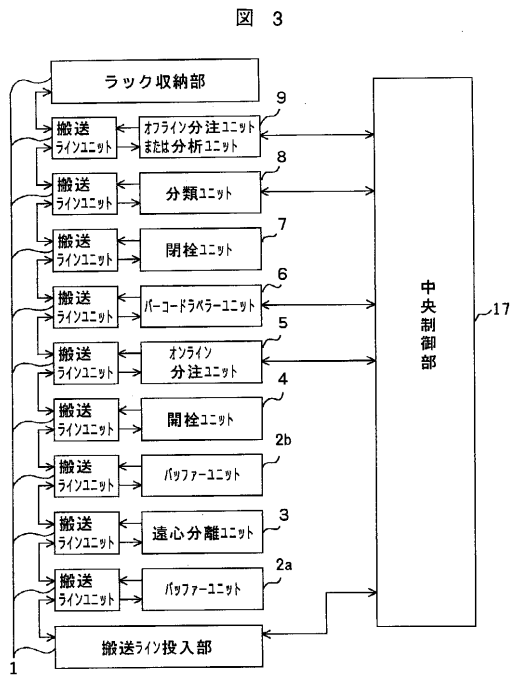 図 3
ラック収納部
搬送
ラインユニット
オフライン分注ユニット
または分析ユニット
9
搬送
ラインユニット
分類ユニット
8
搬送
ラインユニット
閉栓ユニット
7
搬送
ラインユニット
バーコードラベラーユニット
6
搬送
ラインユニット
オンライン
分注ユニット
5
搬送
ラインユニット
開栓ユニット
4
搬送
ラインユニット
バッファーユニット
2b
搬送
ラインユニット
遠心分離ユニット
3
搬送
ラインユニット
バッファーユニット
2a
搬送ライン投入部
1
中央制御部
17